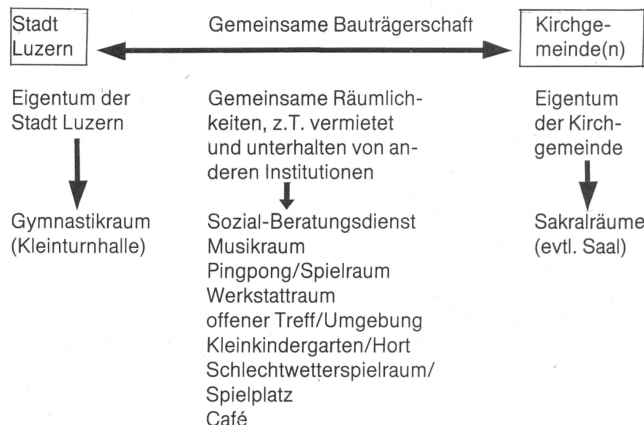 Stadt
Luzern
Gemeinsame Bauträgerschaft
Kirchge-
meinde(n)
Eigentum der
Stadt Luzern
Gemeinsame Räumlich-
keiten, z.T. vermietet
und unterhalten von an-
deren Institutionen
Eigentum
der Kirch-
gemeinde
Gymnastikraum
(Kleinturnhalle)
Sozial-Beratungsdienst
Musikraum
Pingpong/Spielraum
Werkstattraum
offener Treff/Umgebung
Kleinkindergarten/Hort
Schlechtwetterspielraum/
Spielplatz
Café
Sakralräume
(evtl. Saal)